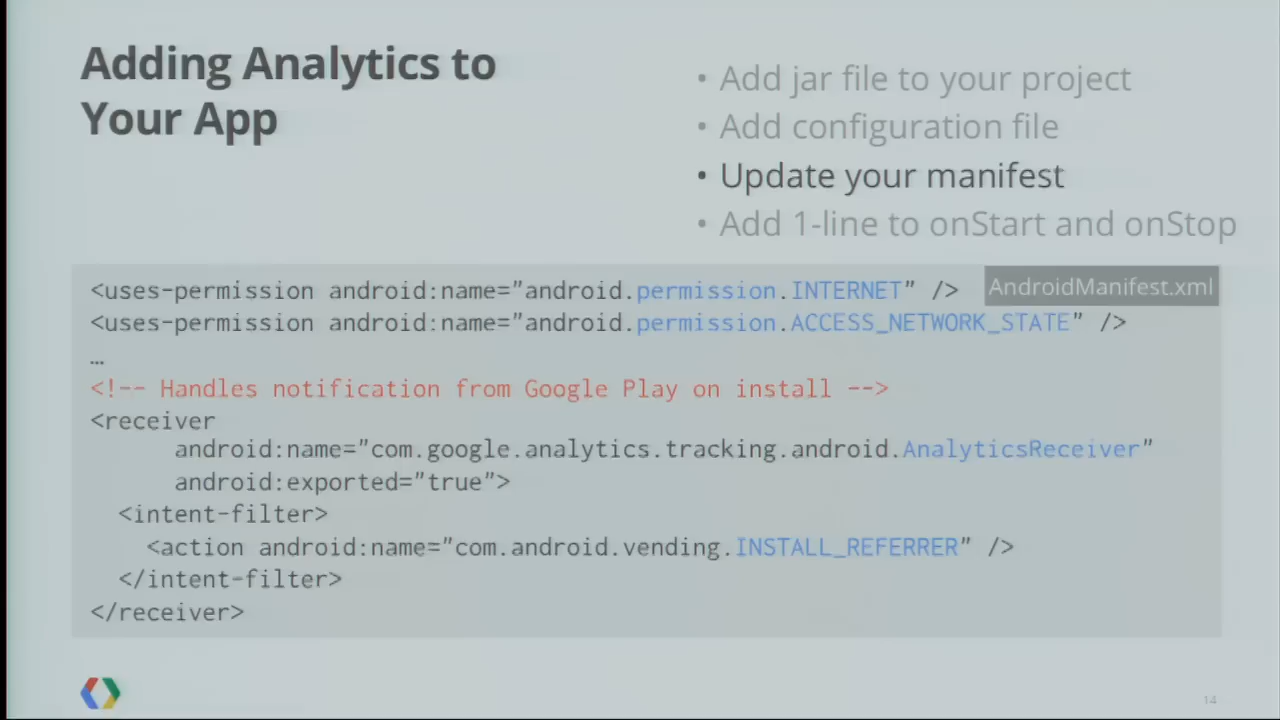 Adding Analytics to
Your App
• Add jar file to your project
• Add configuration file
• Update your manifest
• Add 1-line to onStart and onStop
AndroidManifest.xml
<uses-permission android:name="android.permission.INTERNET" />
<uses-permission android:name="android.permission.ACCESS_NETWORK_STATE" />
…
<!-- Handles notification from Google Play on install -->
<receiver
android:name="com.google.analytics.tracking.android.AnalyticsReceiver"
android:exported="true">
<intent-filter>
<action android:name="com.android.vending.INSTALL_REFERRER" />
</intent-filter>
</receiver>
14